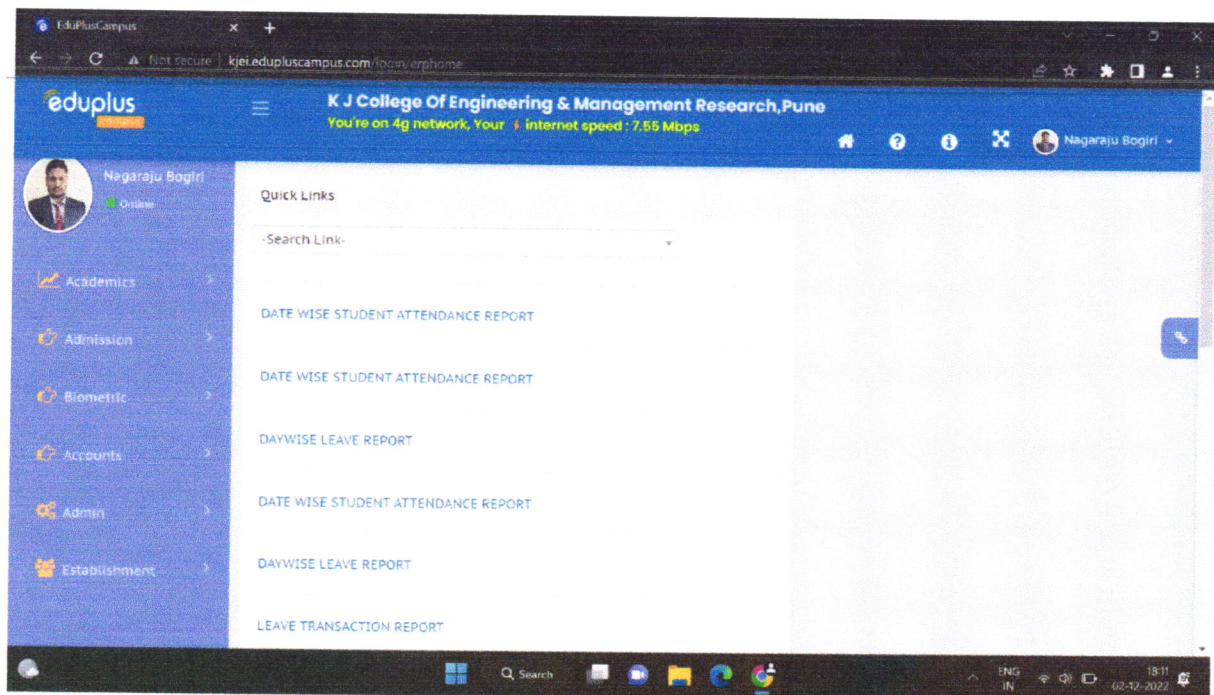 EduPlusCampus
Not secure kjei.edupluscampus.com/login/erphome
eduplus
campus
K J College Of Engineering & Management Research,Pune
You're on 4g network, Your internet speed : 7.55 Mbps
Nagaraju Bogiri
Nagaraju Bogiri
Online
Quick Links
-Search Link-
Academics
Admission
Biometric
Accounts
Admin
Establishment
DATE WISE STUDENT ATTENDANCE REPORT
DATE WISE STUDENT ATTENDANCE REPORT
DAYWISE LEAVE REPORT
DATE WISE STUDENT ATTENDANCE REPORT
DAYWISE LEAVE REPORT
LEAVE TRANSACTION REPORT
Search
ENG
IN
18:11
02-12-2022